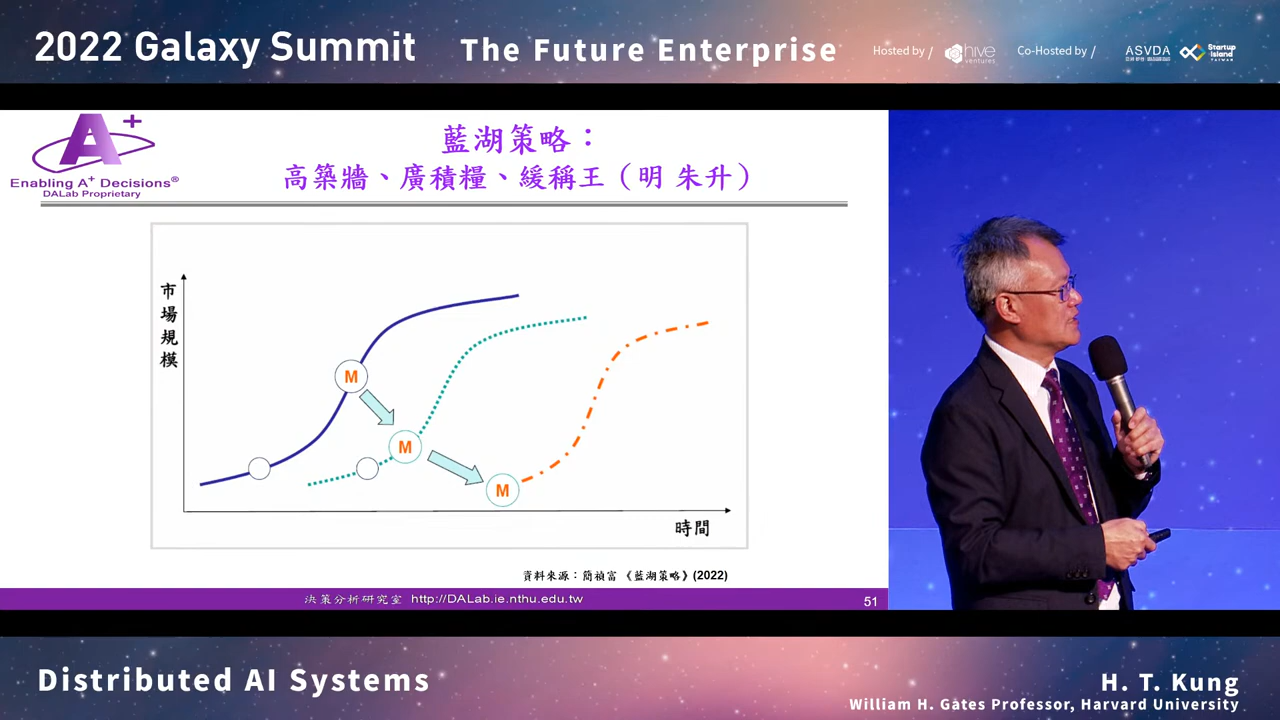 2022 Galaxy Summit The Future Enterprise Hosted by / hive ventures Co-Hosted by / ASVDA Startup Island TAIWAN
A+
Enabling A+ Decisions®
DALab Proprietary
藍湖策略：
高築牆、廣積糧、緩稱王（明 朱升）
市場規模
M
M
M
時間
資料來源：簡禎富《藍湖策略》(2022)
決策分析研究室 http://DALab.ie.nthu.edu.tw
51
Distributed AI Systems
H. T. Kung
William H. Gates Professor, Harvard University